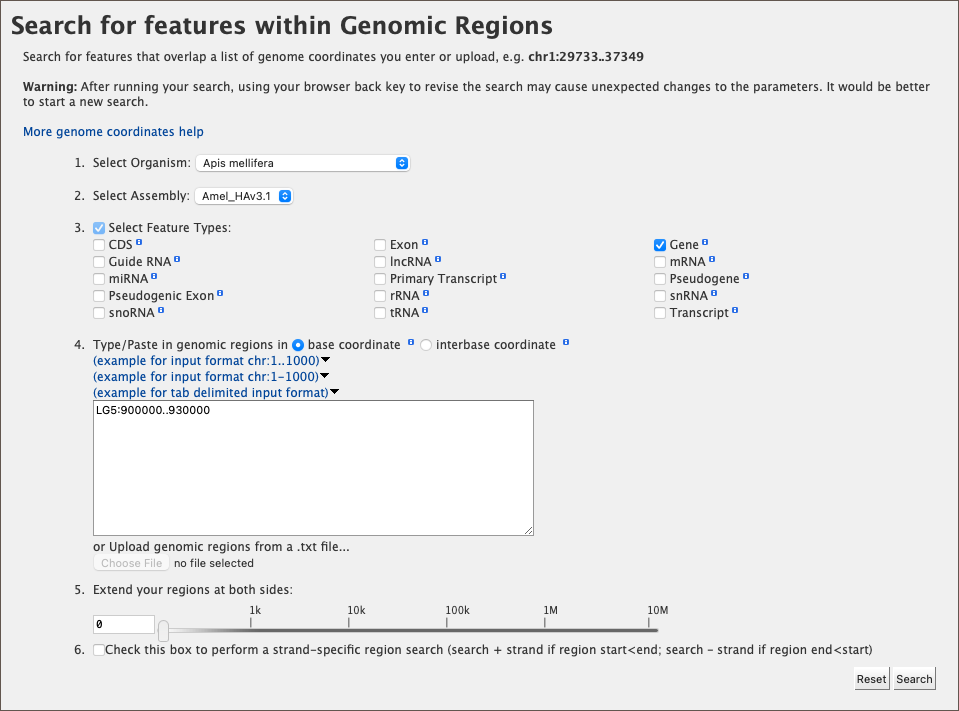 Search for features within Genomic Regions
Search for features that overlap a list of genome coordinates you enter or upload, e.g. chr1:29733..37349
Warning: After running your search, using your browser back key to revise the search may cause unexpected changes to the parameters. It would be better
to start a new search.
More genome coordinates help
1. Select Organism: Apis mellifera
2. Select Assembly: Amel_HAv3.1
3. Select Feature Types:
CDS Exon Gene
Guide RNA lncRNA mRNA
miRNA Primary Transcript Pseudogene
Pseudogenic Exon rRNA snRNA
snoRNA tRNA Transcript
4. Type/Paste in genomic regions in base coordinate interbase coordinate
(example for input format chr:1..1000)
(example for input format chr:1-1000)
(example for tab delimited input format)
LG5:900000..930000
or Upload genomic regions from a .txt file...
Choose File no file selected
5. Extend your regions at both sides:
1k 10k 100k 1M 10M
0
6. Check this box to perform a strand-specific region search (search + strand if region start<end; search - strand if region end<start)
Reset Search